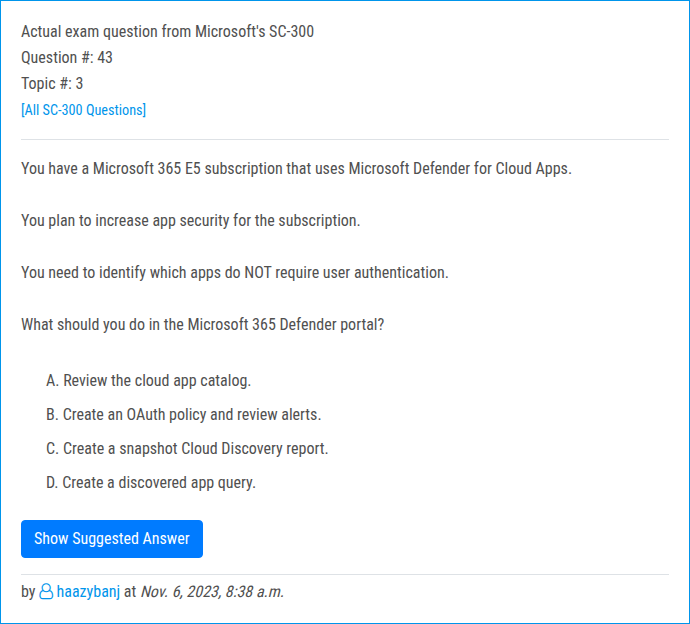 Actual exam question from Microsoft's SC-300
Question #: 43
Topic #: 3
[All SC-300 Questions]
You have a Microsoft 365 E5 subscription that uses Microsoft Defender for Cloud Apps.
You plan to increase app security for the subscription.
You need to identify which apps do NOT require user authentication.
What should you do in the Microsoft 365 Defender portal?
A. Review the cloud app catalog.
B. Create an OAuth policy and review alerts.
C. Create a snapshot Cloud Discovery report.
D. Create a discovered app query.
Show Suggested Answer
by haazybanj at Nov. 6, 2023, 8:38 a.m.